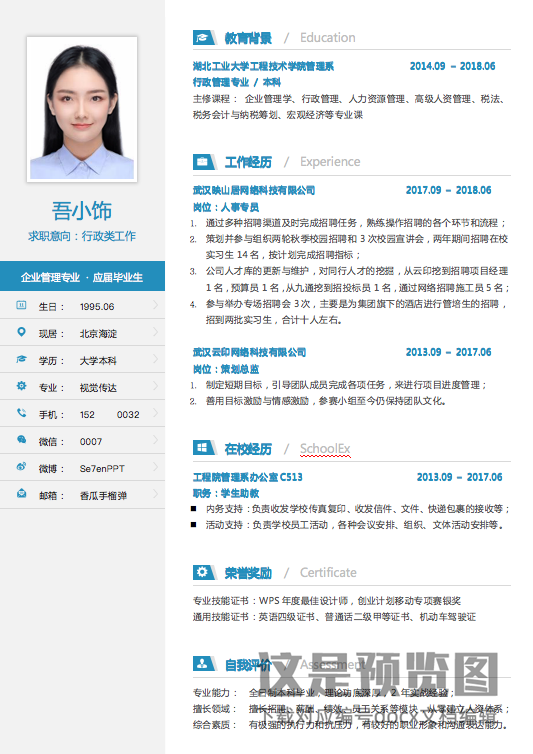 吾小饰
求职意向：行政类工作
企业管理专业 · 应届毕业生
生日： 1995.06
现居： 北京海淀
学历： 大学本科
专业： 视觉传达
手机： 152 0032
微信： 0007
微博： Se7enPPT
邮箱： 香瓜手榴弹
教育背景 / Education
湖北工业大学工程技术学院管理系 2014.09 – 2018.06
行政管理专业 / 本科
主修课程： 企业管理学、行政管理、人力资源管理、高级人资管理、税法、
税务会计与纳税筹划、宏观经济等专业课
工作经历 / Experience
武汉映山居网络科技有限公司 2017.09 – 2018.06
岗位：人事专员
1. 通过多种招聘渠道及时完成招聘任务，熟练操作招聘的各个环节和流程；
2. 策划并参与组织两轮秋季校园招聘和 3 次校园宣讲会，两年期间招聘在校
实习生 14 名，按计划完成招聘指标；
3. 公司人才库的更新与维护，对同行人才的挖掘，从云印挖到招聘项目经理
1 名，预算员 1 名，从九通挖到招投标员 1 名，通过网络招聘施工员 5 名；
4. 参与举办专场招聘会 3 次，主要是为集团旗下的酒店进行管培生的招聘，
招到两批实习生，合计十人左右。
武汉云印网络科技有限公司 2013.09 – 2017.06
岗位：策划总监
1. 制定短期目标，引导团队成员完成各项任务，来进行项目进度管理；
2. 善用目标激励与情感激励，参赛小组至今仍保持团队文化。
在校经历 / SchoolEx
工程院管理系办公室 C513 2013.09 – 2017.06
职务：学生助教
■ 内务支持：负责收发学校传真复印、收发信件、文件、快递包裹的接收等；
■ 活动支持：负责学校员工活动，各种会议安排、组织、文体活动安排等。
荣誉奖励 / Certificate
专业技能证书：WPS 年度最佳设计师，创业计划移动专项赛银奖
通用技能证书：英语四级证书、普通话二级甲等证书、机动车驾驶证
自我评价 / Assessment
这是预览图
专业能力： 全日制本科毕业，理论功底深厚，2 年实战经验；
擅长领域： 擅长招聘、薪酬、绩效、员工关系等模块，从零建立人资体系；
下载对应编号docx文档编辑
综合素质： 有极强的执行力和抗压力，有较好的职业形象和沟通表达能力。